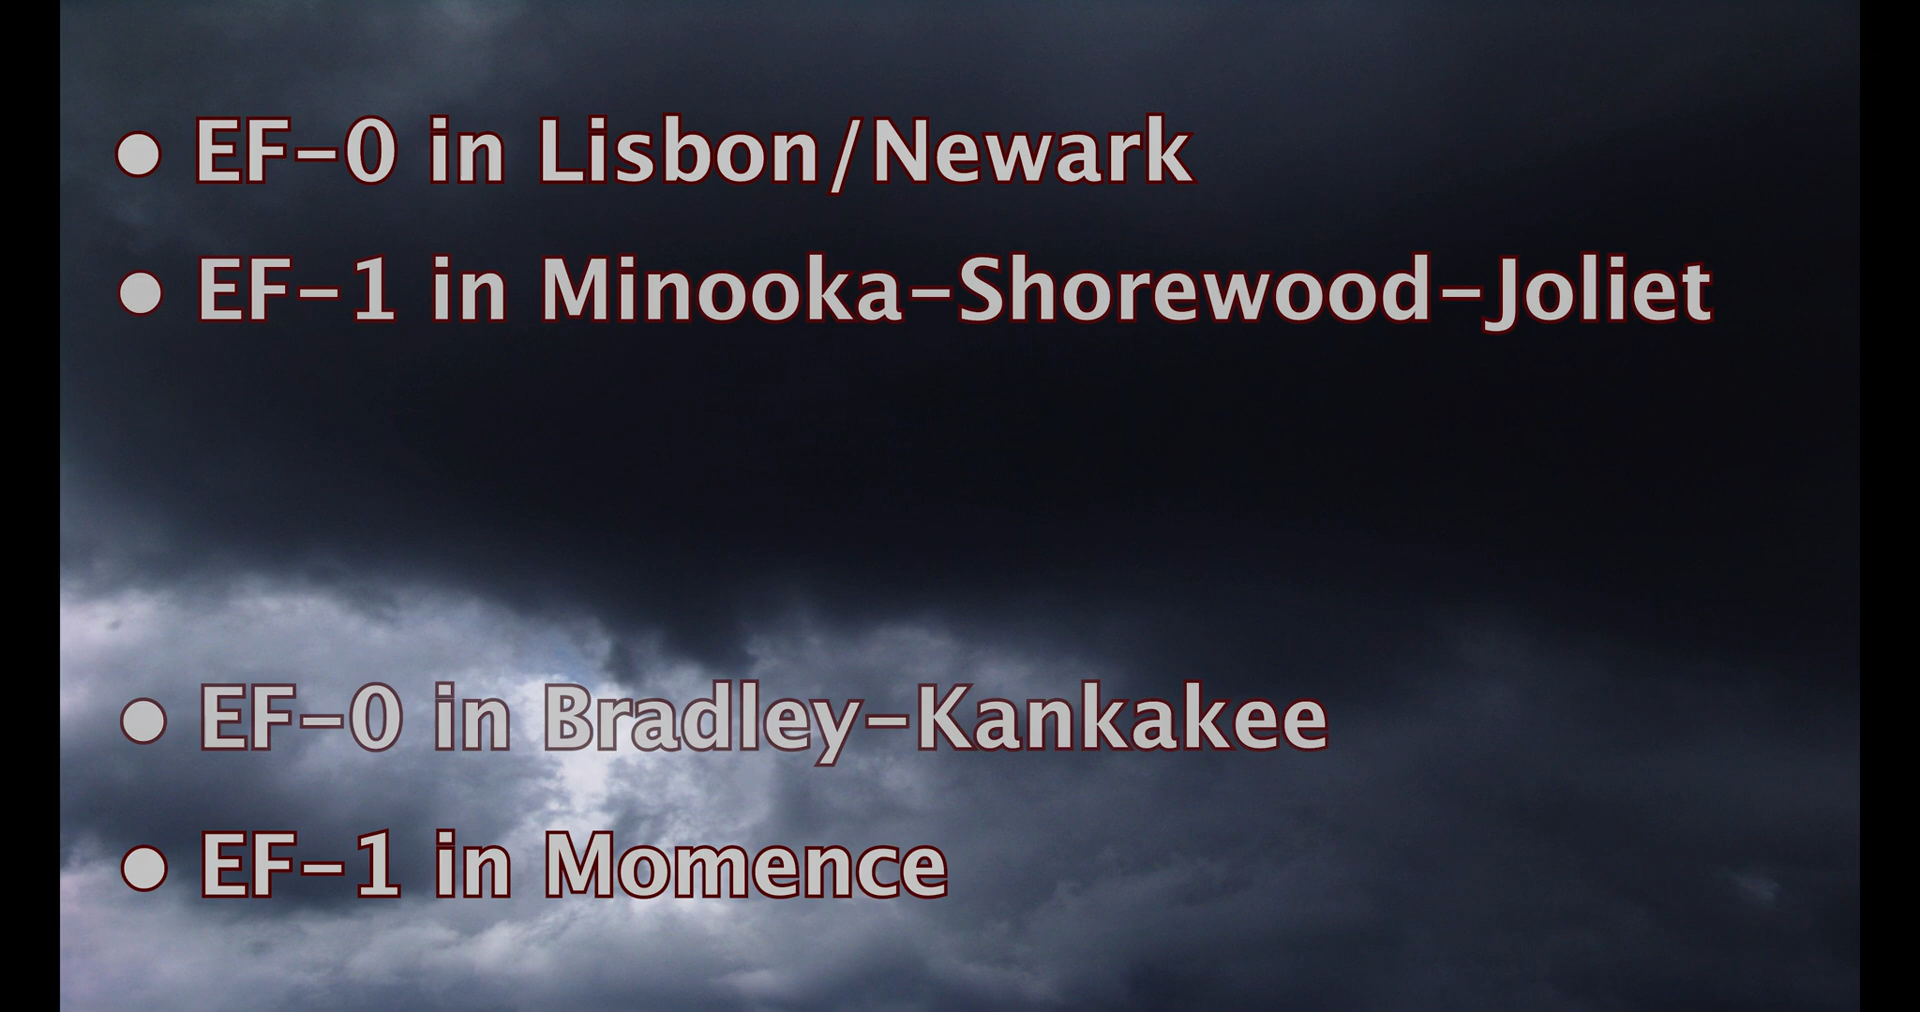 • EF-0 in Lisbon/Newark
• EF-1 in Minooka-Shorewood-Joliet
• EF-0 in Bradley-Kankakee
• EF-1 in Momence